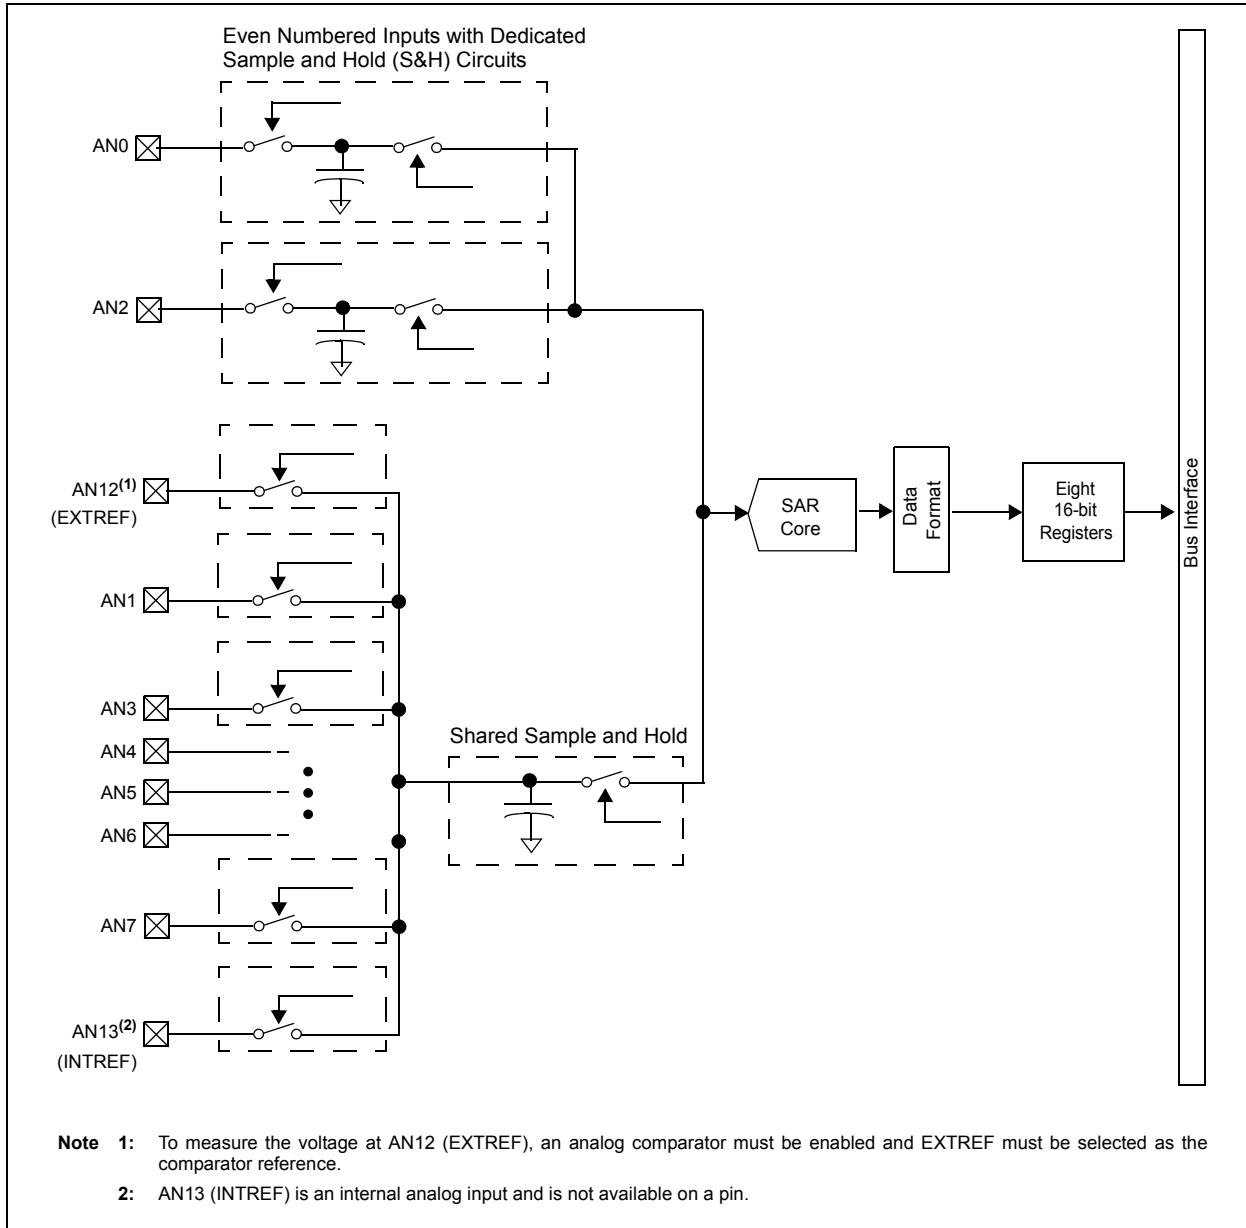 Even Numbered Inputs with Dedicated
Sample and Hold (S&H) Circuits
AN0
AN2
AN12(1)
(EXTREF)
AN1
AN3
AN4
AN5
AN6
AN7
AN13(2)
(INTREF)
Shared Sample and Hold
SAR
Core
Data
Format
Eight
16-bit
Registers
Bus Interface
Note 1: To measure the voltage at AN12 (EXTREF), an analog comparator must be enabled and EXTREF must be selected as the
comparator reference.
2: AN13 (INTREF) is an internal analog input and is not available on a pin.